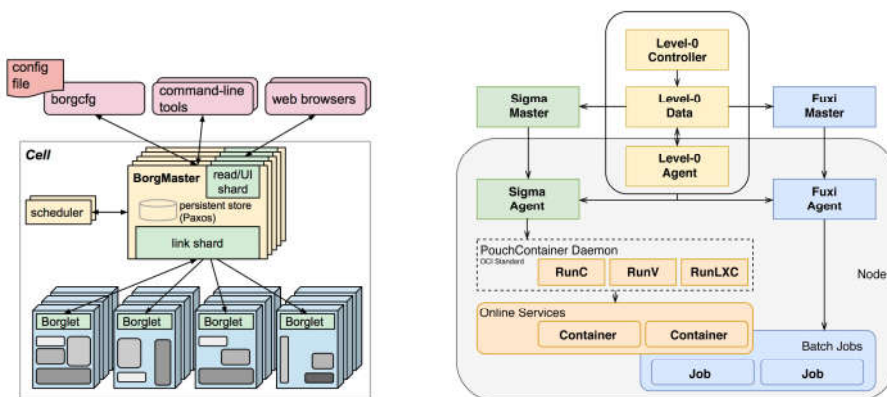 config
file
borgcfg
command-line
tools
web browsers
Cell
BorgMaster
read/UI
shard
persistent store
(Paxos)
scheduler
link shard
Borglet
Borglet
Borglet
Borglet
Level-0
Controller
Sigma
Master
Level-0
Data
Fuxi
Master
Level-0
Agent
Sigma
Agent
Fuxi
Agent
PouchContainer Daemon
OCI Standard
RunC
RunV
RunLXC
Node
Online Services
Container
Container
Batch Jobs
Job
Job